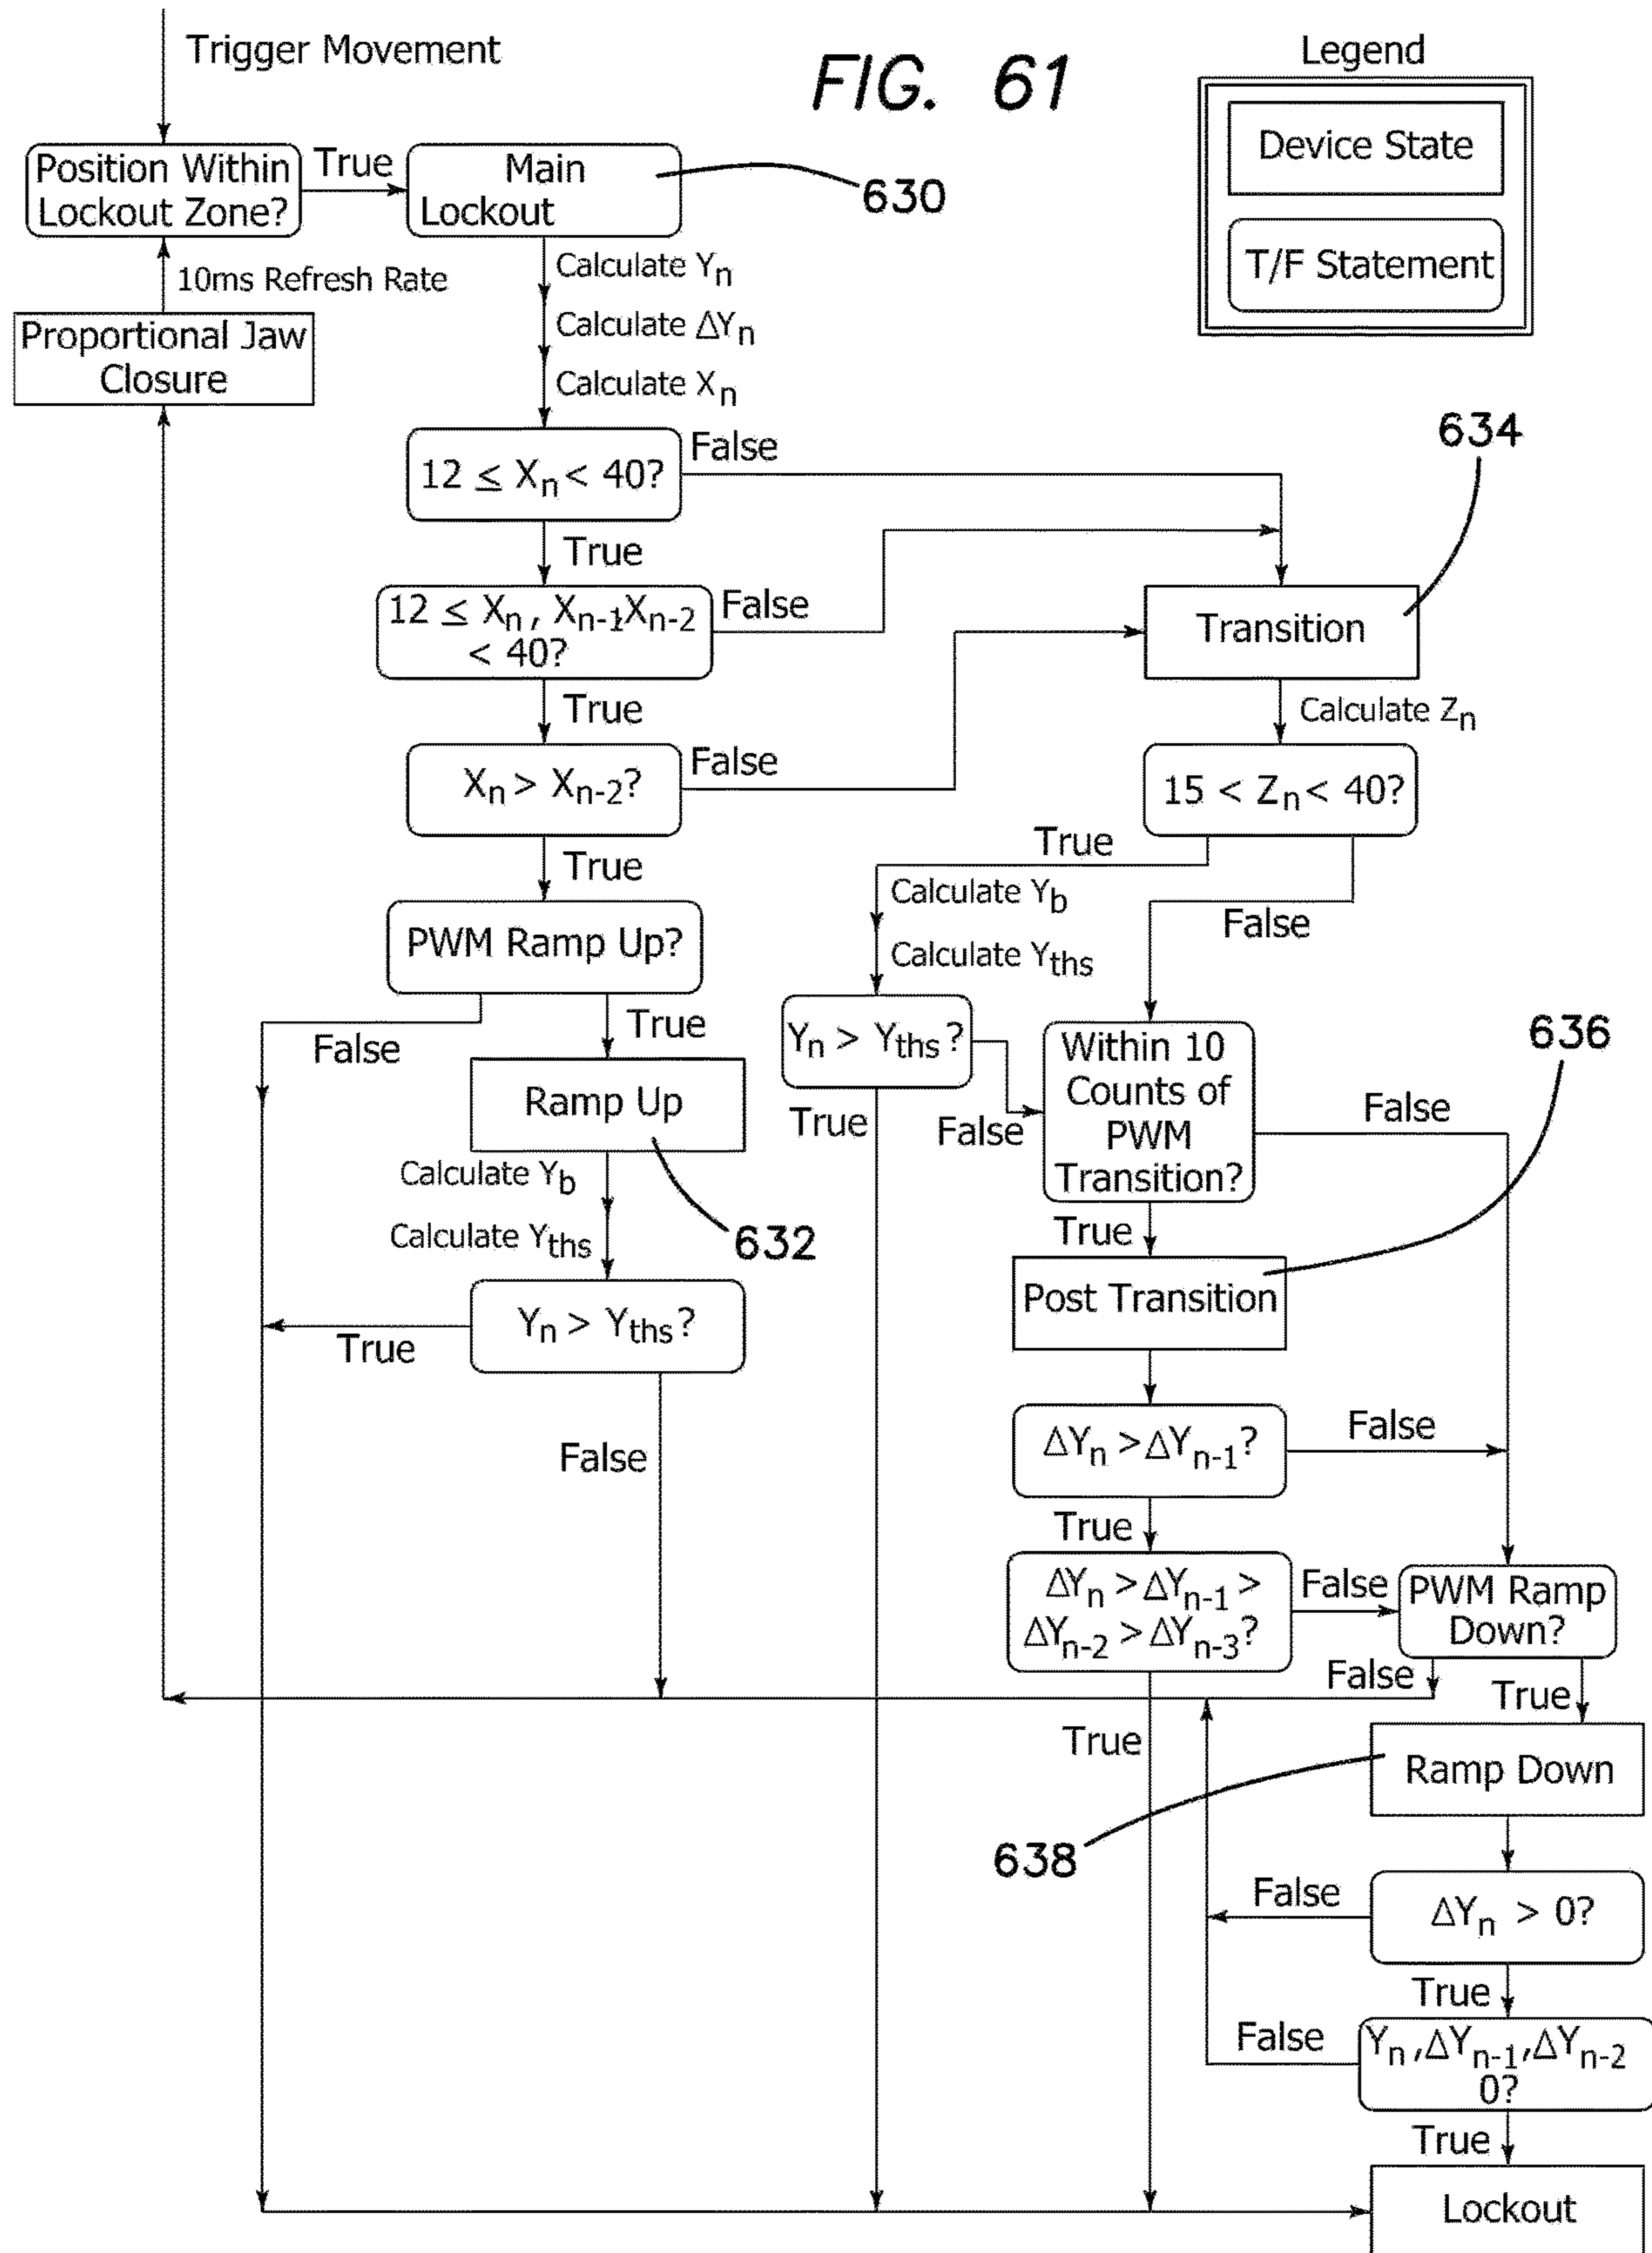 Trigger Movement
FIG. 61
Legend
Device State
T/F Statement
Position Within
Lockout Zone?
True
Main
Lockout
630
10ms Refresh Rate
Proportional Jaw
Closure
Calculate Yn
Calculate ΔYn
Calculate Xn
12 ≤ Xn < 40?
False
634
True
12 ≤ Xn, Xn-1,Xn-2
< 40?
False
Transition
True
Calculate Zn
Xn > Xn-2?
False
15 < Zn < 40?
True
True
Calculate Yb
False
PWM Ramp Up?
Calculate Yths
False
True
Yn > Yths?
Within 10
Counts of
PWM
Transition?
636
Ramp Up
True
False
False
Calculate Yb
Calculate Yths
632
True
Post Transition
Yn > Yths?
True
ΔYn > ΔYn-1?
False
False
True
ΔYn > ΔYn-1 >
ΔYn-2 > ΔYn-3?
False
PWM Ramp
Down?
False
True
True
Ramp Down
638
False
ΔYn > 0?
True
False
Yn, ΔYn-1, ΔYn-2
0?
True
Lockout